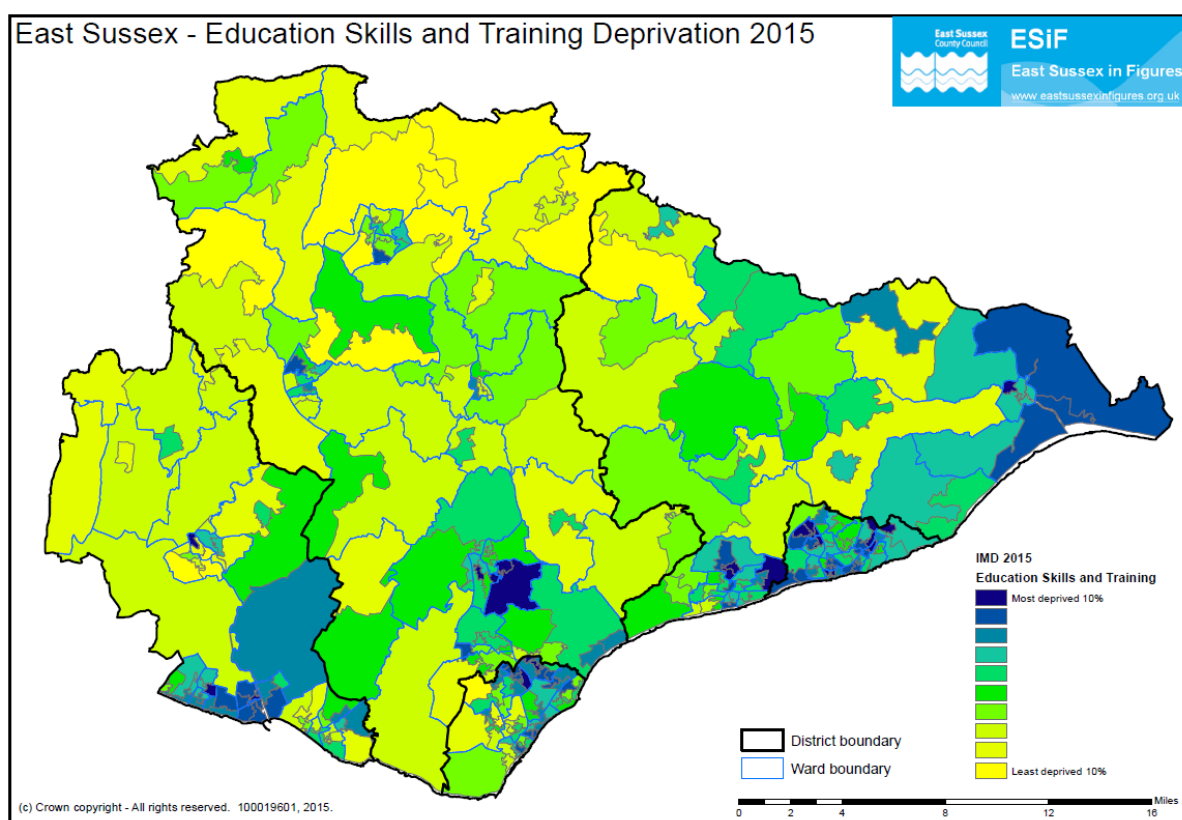 East Sussex - Education Skills and Training Deprivation 2015
East Sussex
County Council
ESiF
East Sussex in Figures
www.eastsussexinfigures.org.uk
IMD 2015
Education Skills and Training
Most deprived 10%
Least deprived 10%
District boundary
Ward boundary
(c) Crown copyright - All rights reserved. 100019601, 2015.
Miles
0 2 4 8 12 16